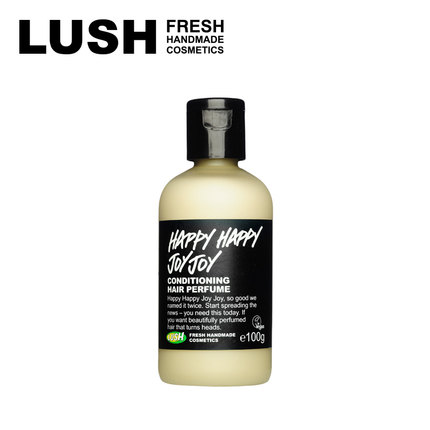 LUSH
FRESH
HANDMADE
COSMETICS
HAPPY HAPPY
JOY JOY
CONDITIONING
HAIR PERFUME
Happy Happy Joy Joy, so good we
named it twice. Start spreading the
news – you need this today. If
you want beautifully perfumed
hair that turns heads.
Vegan
e100g
LUSH
FRESH HANDMADE
COSMETICS